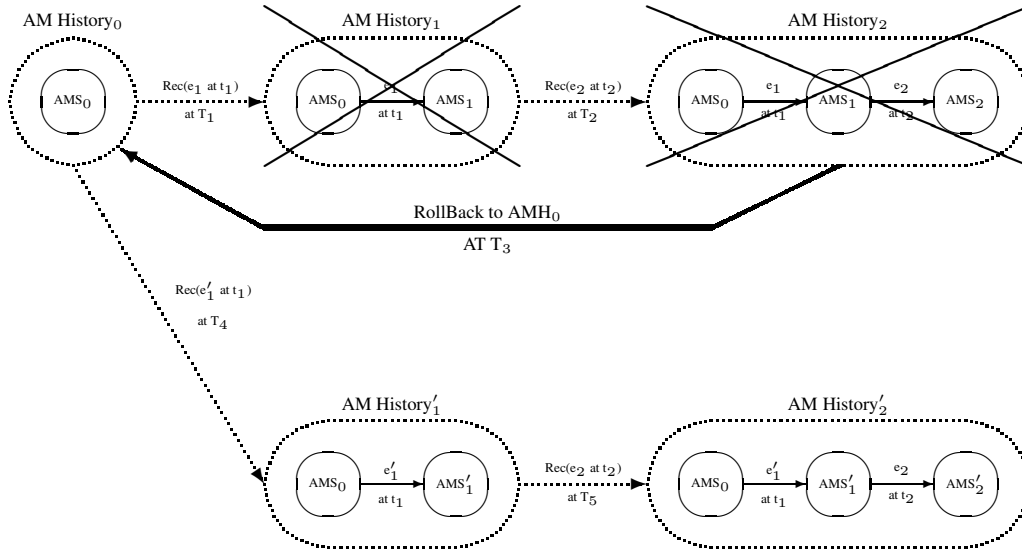 AM History₀
AM History₁
AM History₂
AMS₀
Rec(e₁ at t₁)
at T₁
AMS₀
e₁
at t₁
AMS₁
Rec(e₂ at t₂)
at T₂
AMS₀
e₁
at t₁
AMS₁
e₂
at t₂
AMS₂
RollBack to AMH₀
AT T₃
Rec(e′₁ at t₁)
at T₄
AM History′₁
AM History′₂
AMS₀
e′₁
at t₁
AMS′₁
Rec(e₂ at t₂)
at T₅
AMS₀
e′₁
at t₁
AMS′₁
e₂
at t₂
AMS′₂